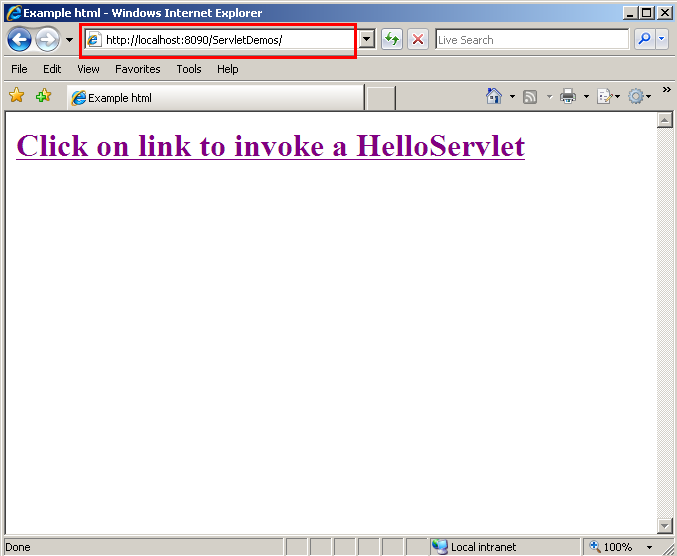 Example html - Windows Internet Explorer
http://localhost:8090/ServletDemos/
Live Search
File Edit View Favorites Tools Help
Example html
Click on link to invoke a HelloServlet
Done
Local intranet
100%